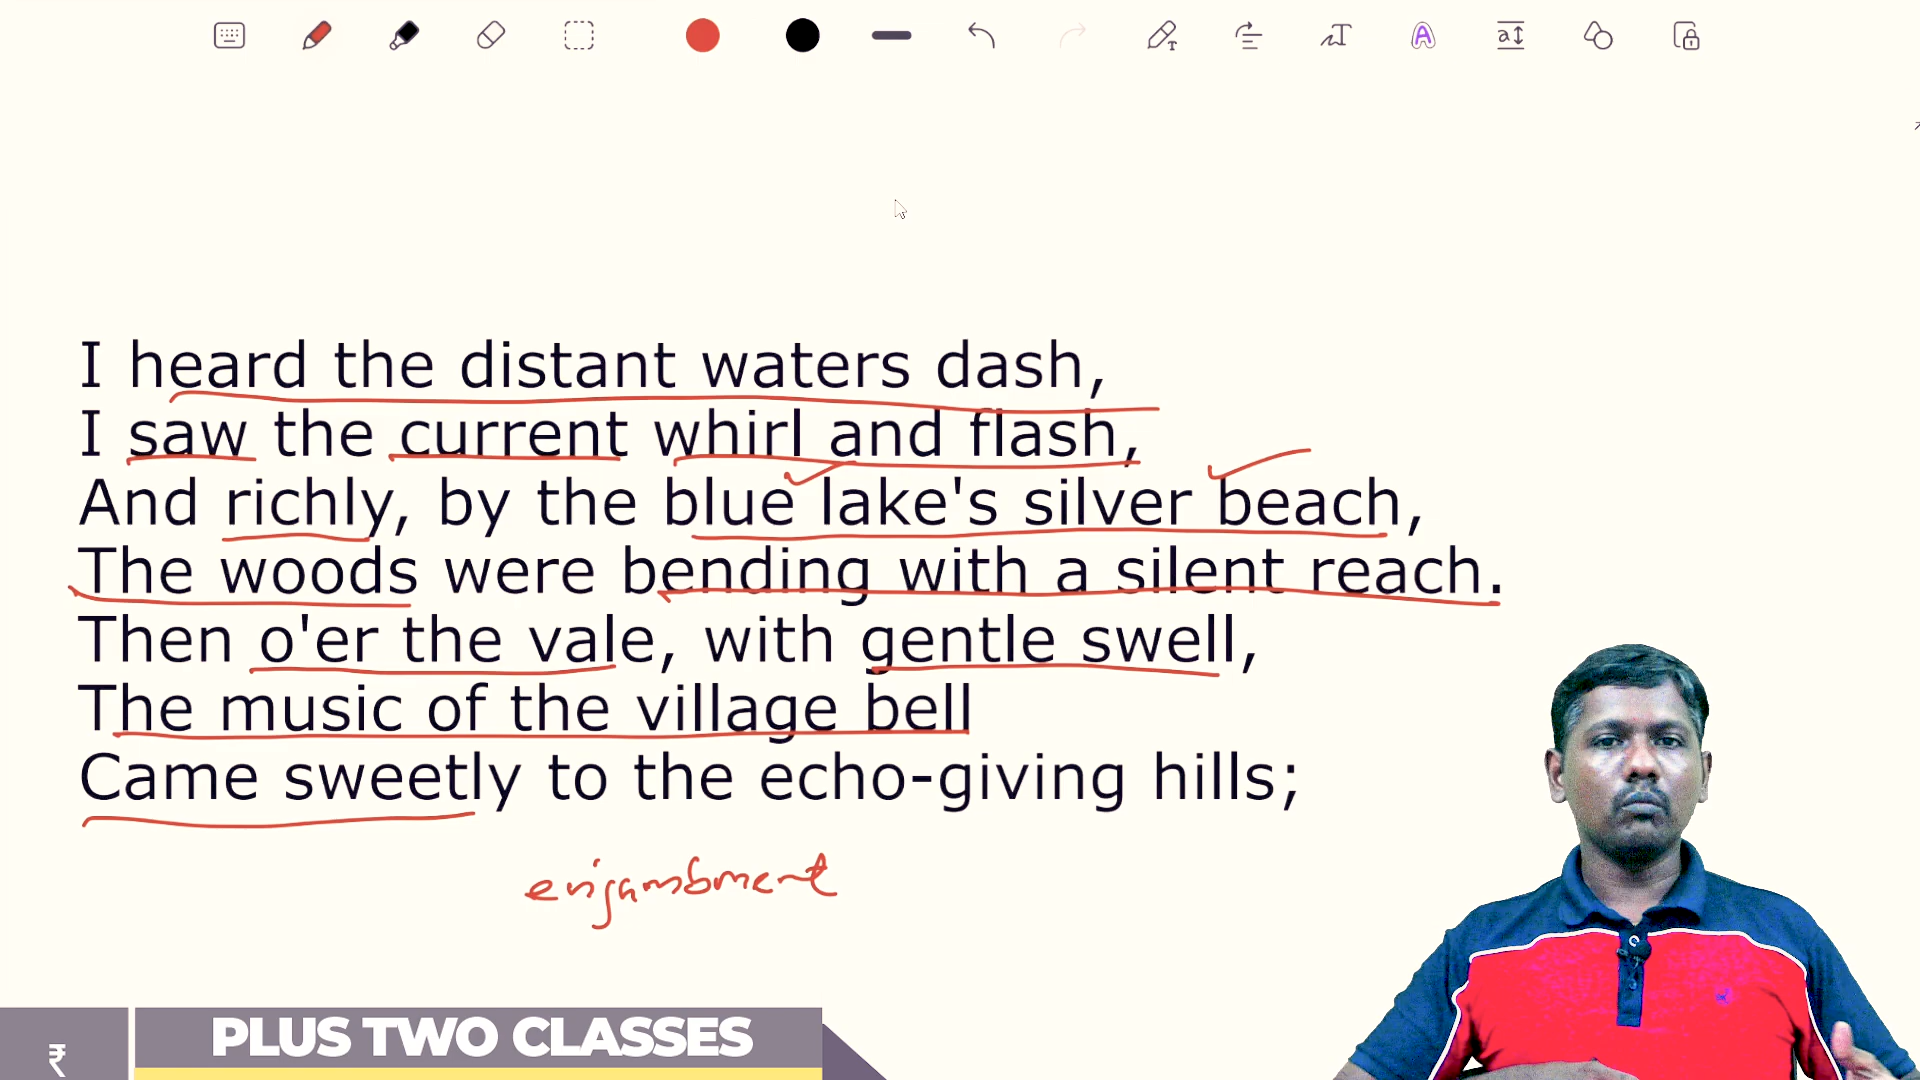 I heard the distant waters dash,
I saw the current whirl and flash,
And richly, by the blue lake's silver beach,
The woods were bending with a silent reach.
Then o'er the vale, with gentle swell,
The music of the village bell
Came sweetly to the echo-giving hills;
enjambment
PLUS TWO CLASSES
₹